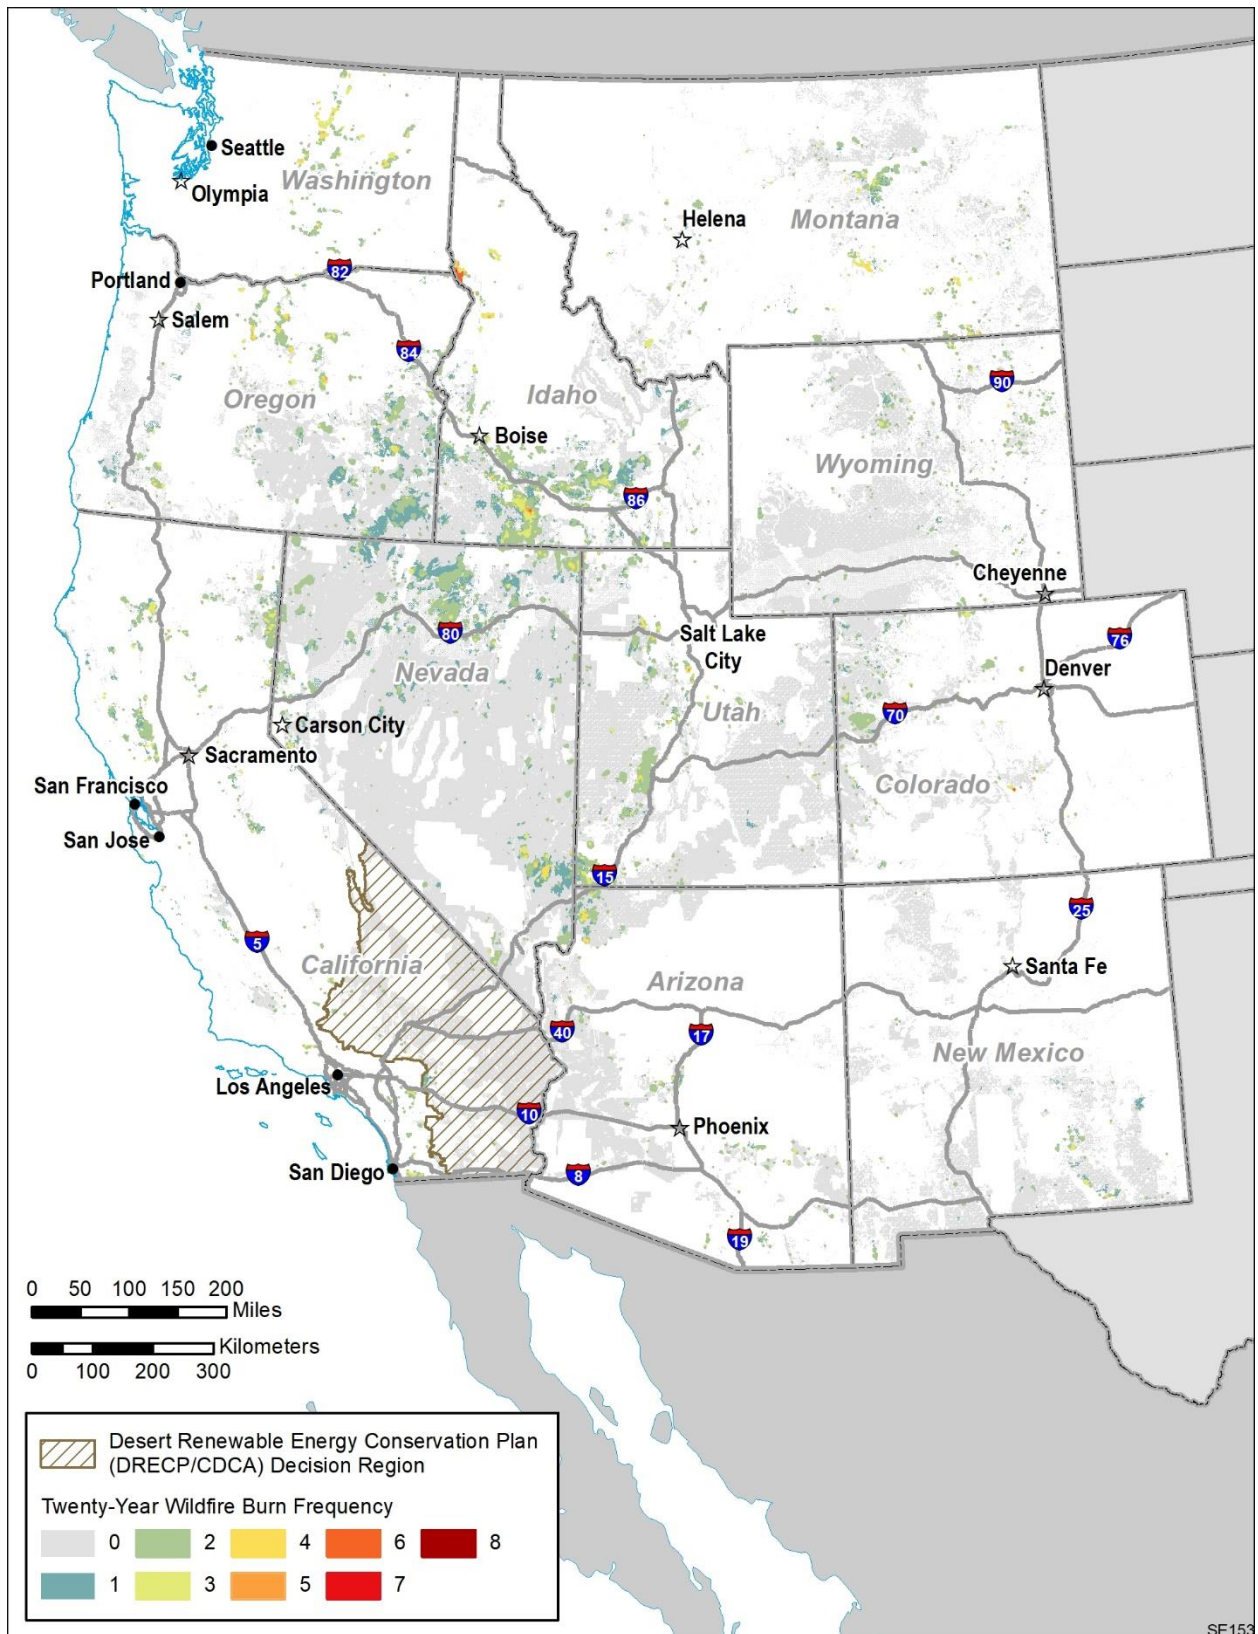 Seattle
Olympia
Washington
Helena
Montana
Portland
82
Salem
84
90
Oregon
Idaho
Boise
Wyoming
86
Cheyenne
80
Salt Lake
City
76
Nevada
Denver
Utah
70
Carson City
Sacramento
San Francisco
Colorado
San Jose
15
25
5
California
Santa Fe
Arizona
40
17
New Mexico
Los Angeles
10
Phoenix
San Diego
8
19
0 50 100 150 200
Miles
Kilometers
0 100 200 300
Desert Renewable Energy Conservation Plan
(DRECP/CDCA) Decision Region
Twenty-Year Wildfire Burn Frequency
0 2 4 6 8
1 3 5 7
SE153